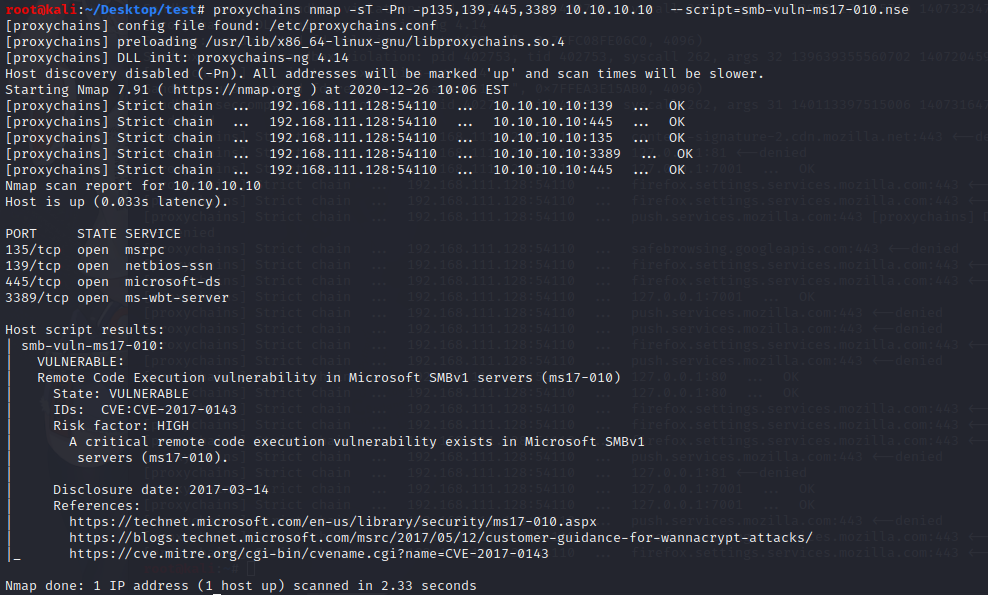 root@kali:~/Desktop/test# proxychains nmap -sT -Pn -p135,139,445,3389 10.10.10.10  --script=smb-vuln-ms17-010.nse
[proxychains] config file found: /etc/proxychains.conf
[proxychains] preloading /usr/lib/x86_64-linux-gnu/libproxychains.so.4
[proxychains] DLL init: proxychains-ng 4.14
Host discovery disabled (-Pn). All addresses will be marked 'up' and scan times will be slower.
Starting Nmap 7.91 ( https://nmap.org ) at 2020-12-26 10:06 EST
[proxychains] Strict chain  ...  192.168.111.128:54110  ...  10.10.10.10:139  ...  OK
[proxychains] Strict chain  ...  192.168.111.128:54110  ...  10.10.10.10:445  ...  OK
[proxychains] Strict chain  ...  192.168.111.128:54110  ...  10.10.10.10:135  ...  OK
[proxychains] Strict chain  ...  192.168.111.128:54110  ...  10.10.10.10:3389  ...  OK
[proxychains] Strict chain  ...  192.168.111.128:54110  ...  10.10.10.10:445  ...  OK
Nmap scan report for 10.10.10.10
Host is up (0.033s latency).
PORT     STATE SERVICE
135/tcp  open  msrpc
139/tcp  open  netbios-ssn
445/tcp  open  microsoft-ds
3389/tcp open  ms-wbt-server
Host script results:
| smb-vuln-ms17-010:
|   VULNERABLE:
|   Remote Code Execution vulnerability in Microsoft SMBv1 servers (ms17-010)
|     State: VULNERABLE
|     IDs:  CVE:CVE-2017-0143
|     Risk factor: HIGH
|       A critical remote code execution vulnerability exists in Microsoft SMBv1
|        servers (ms17-010).
|
|     Disclosure date: 2017-03-14
|     References:
|       https://technet.microsoft.com/en-us/library/security/ms17-010.aspx
|       https://blogs.technet.microsoft.com/msrc/2017/05/12/customer-guidance-for-wannacrypt-attacks/
|_      https://cve.mitre.org/cgi-bin/cvename.cgi?name=CVE-2017-0143
Nmap done: 1 IP address (1 host up) scanned in 2.33 seconds